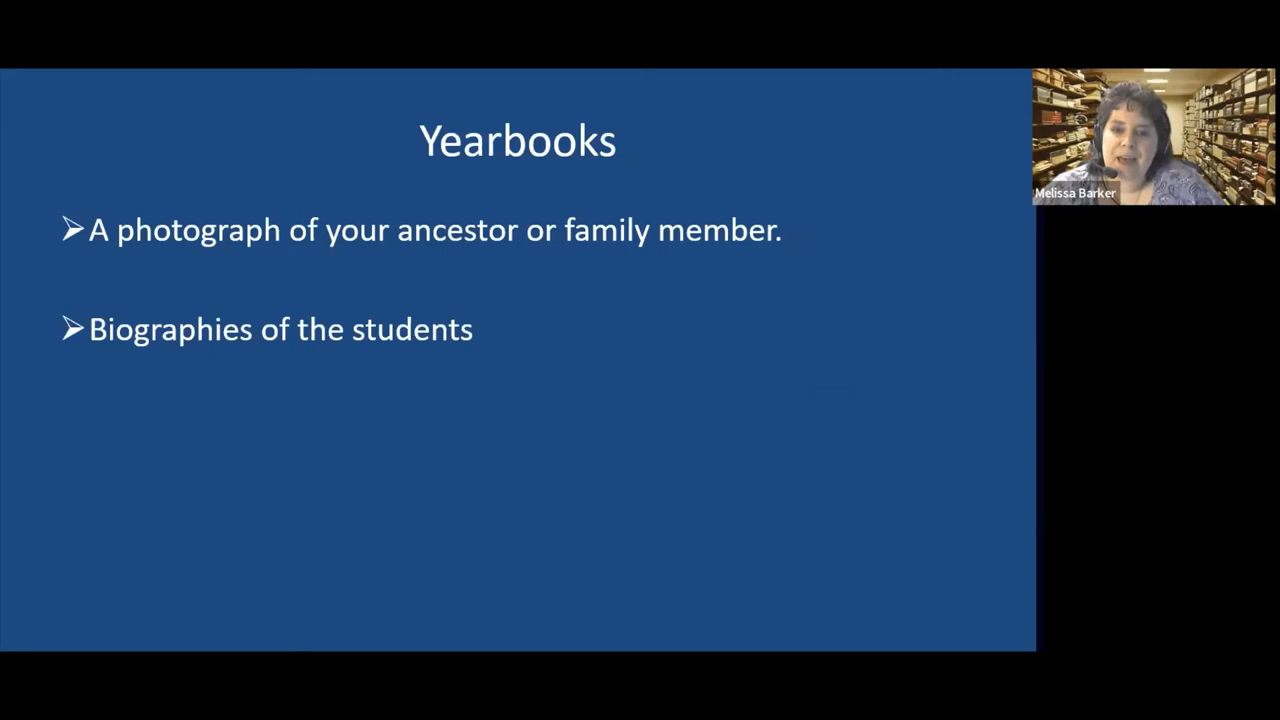 Yearbooks
➢A photograph of your ancestor or family member.
➢Biographies of the students
Melissa Barker